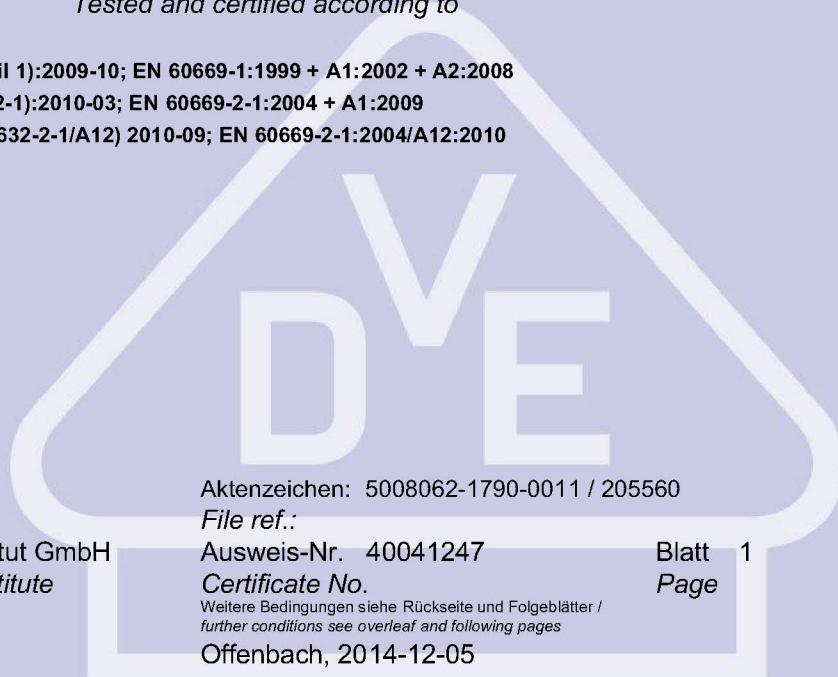 Tested and certified according to
il 1):2009-10; EN 60669-1:1999 + A1:2002 + A2:2008
2-1):2010-03; EN 60669-2-1:2004 + A1:2009
632-2-1/A12) 2010-09; EN 60669-2-1:2004/A12:2010
V
D E
Aktenzeichen: 5008062-1790-0011 / 205560
File ref.:
tut GmbH Ausweis-Nr. 40041247 Blatt 1
titute Certificate No. Page
Weitere Bedingungen siehe Rückseite und Folgeblätter /
further conditions see overleaf and following pages
Offenbach, 2014-12-05